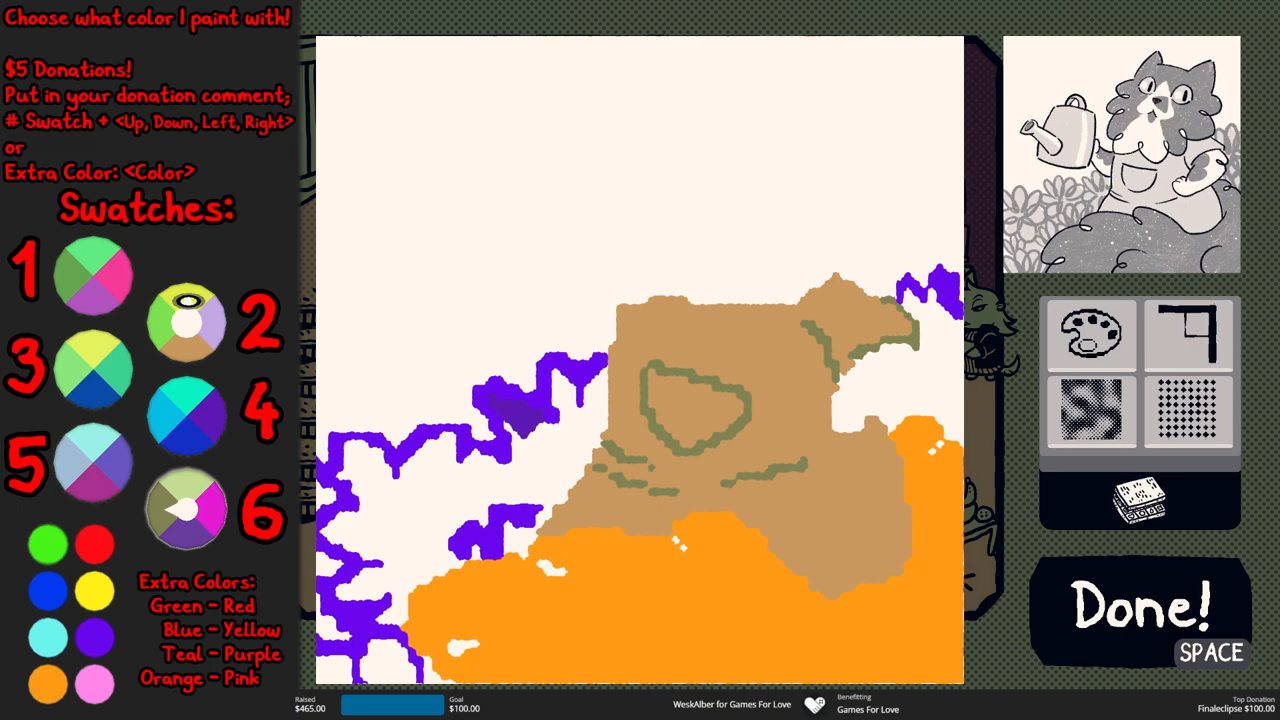 Choose what color I paint with!
$5 Donations!
Put in your donation comment;
# Swatch + <Up, Down, Left, Right>
or
Extra Color: <Color>
Swatches:
1
2
3
4
5
6
Extra Colors:
Green - Red
Blue - Yellow
Teal - Purple
Orange - Pink
Done!
SPACE
Raised
$465.00
Goal
$100.00
WeskAlber for Games For Love
Benefitting
Games For Love
Top Donation
Finaleclipse $100.00